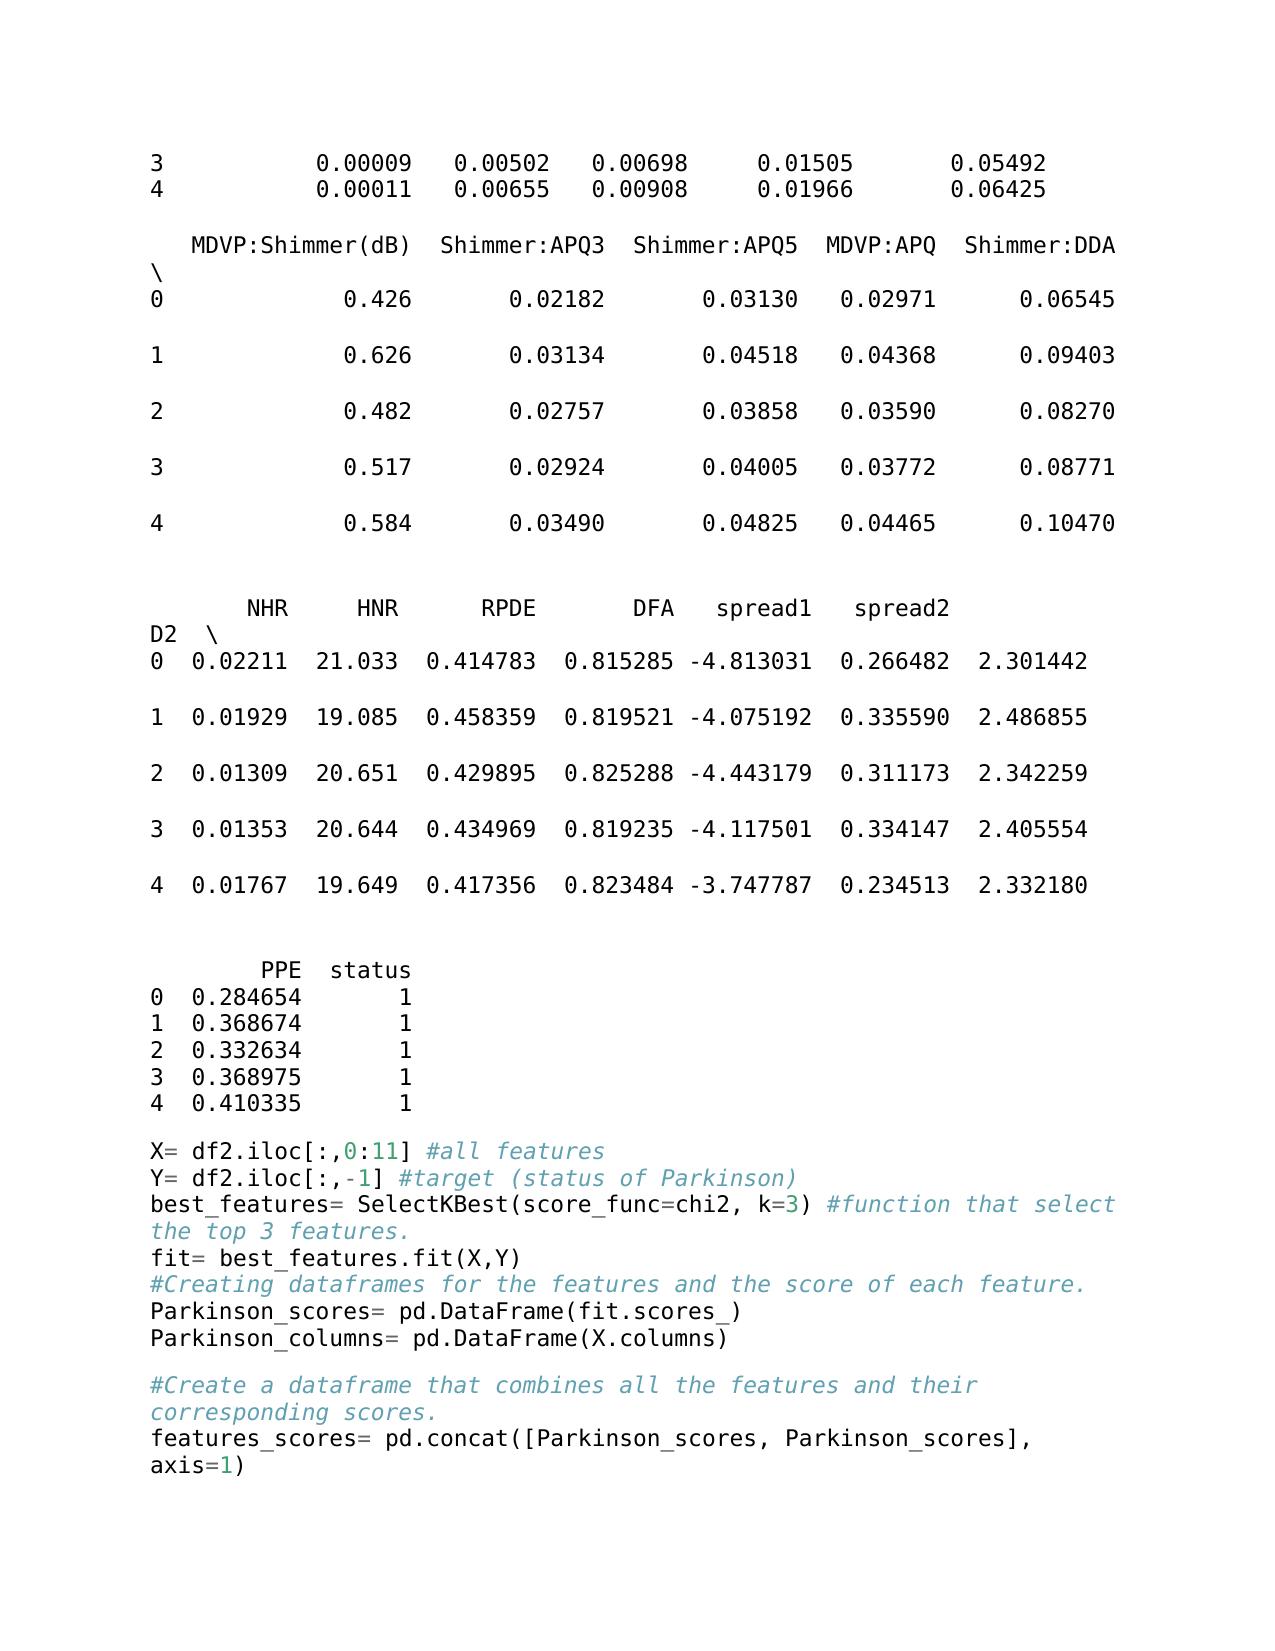 3           0.00009   0.00502   0.00698     0.01505       0.05492
4           0.00011   0.00655   0.00908     0.01966       0.06425
   MDVP:Shimmer(dB)  Shimmer:APQ3  Shimmer:APQ5  MDVP:APQ  Shimmer:DDA
\
0             0.426       0.02182       0.03130   0.02971      0.06545
1             0.626       0.03134       0.04518   0.04368      0.09403
2             0.482       0.02757       0.03858   0.03590      0.08270
3             0.517       0.02924       0.04005   0.03772      0.08771
4             0.584       0.03490       0.04825   0.04465      0.10470
       NHR     HNR      RPDE       DFA   spread1   spread2
D2  \
0  0.02211  21.033  0.414783  0.815285 -4.813031  0.266482  2.301442
1  0.01929  19.085  0.458359  0.819521 -4.075192  0.335590  2.486855
2  0.01309  20.651  0.429895  0.825288 -4.443179  0.311173  2.342259
3  0.01353  20.644  0.434969  0.819235 -4.117501  0.334147  2.405554
4  0.01767  19.649  0.417356  0.823484 -3.747787  0.234513  2.332180
        PPE  status
0  0.284654       1
1  0.368674       1
2  0.332634       1
3  0.368975       1
4  0.410335       1
X= df2.iloc[:,0:11] #all features
Y= df2.iloc[:,-1] #target (status of Parkinson)
best_features= SelectKBest(score_func=chi2, k=3) #function that select
the top 3 features.
fit= best_features.fit(X,Y)
#Creating dataframes for the features and the score of each feature.
Parkinson_scores= pd.DataFrame(fit.scores_)
Parkinson_columns= pd.DataFrame(X.columns)
#Create a dataframe that combines all the features and their
corresponding scores.
features_scores= pd.concat([Parkinson_scores, Parkinson_scores],
axis=1)